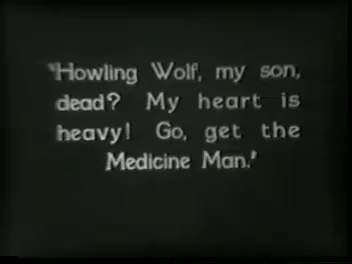 "Howling Wolf, my son,
dead? My heart is
heavy! Go, get the
Medicine Man."